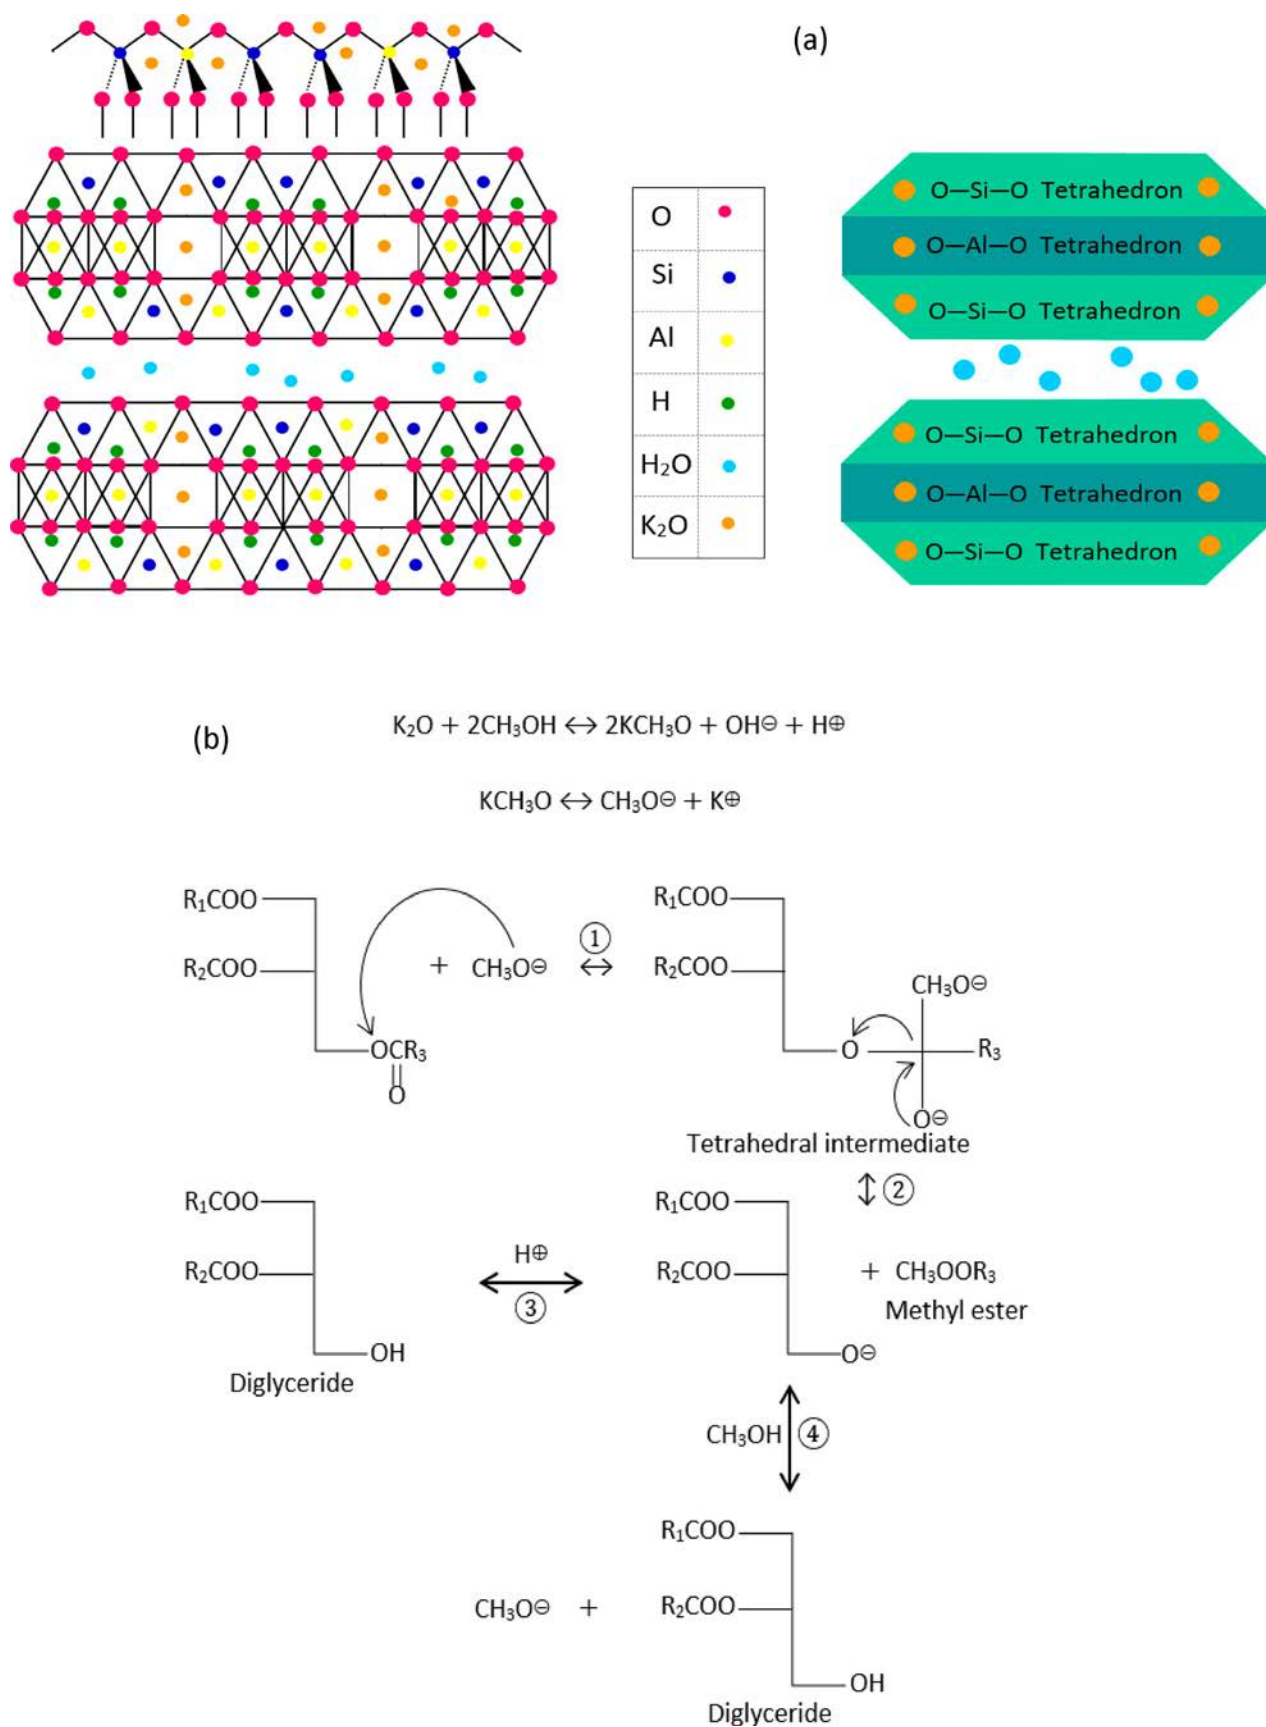 (a)
O
Si
Al
H
H₂O
K₂O
O—Si—O Tetrahedron
O—Al—O Tetrahedron
O—Si—O Tetrahedron
O—Si—O Tetrahedron
O—Al—O Tetrahedron
O—Si—O Tetrahedron
(b)
K₂O + 2CH₃OH ↔ 2KCH₃O + OH⊖ + H⊕
KCH₃O ↔ CH₃O⊖ + K⊕
R₁COO
R₂COO
OCR₃
O
+ CH₃O⊖ ① ↔
R₁COO
R₂COO
CH₃O⊖
O
R₃
O⊖
Tetrahedral intermediate
↕ ②
R₁COO
R₂COO
OH
Diglyceride
H⊕
③
R₁COO
R₂COO
O⊖
+ CH₃OOR₃
Methyl ester
CH₃OH ④
CH₃O⊖ +
R₁COO
R₂COO
OH
Diglyceride